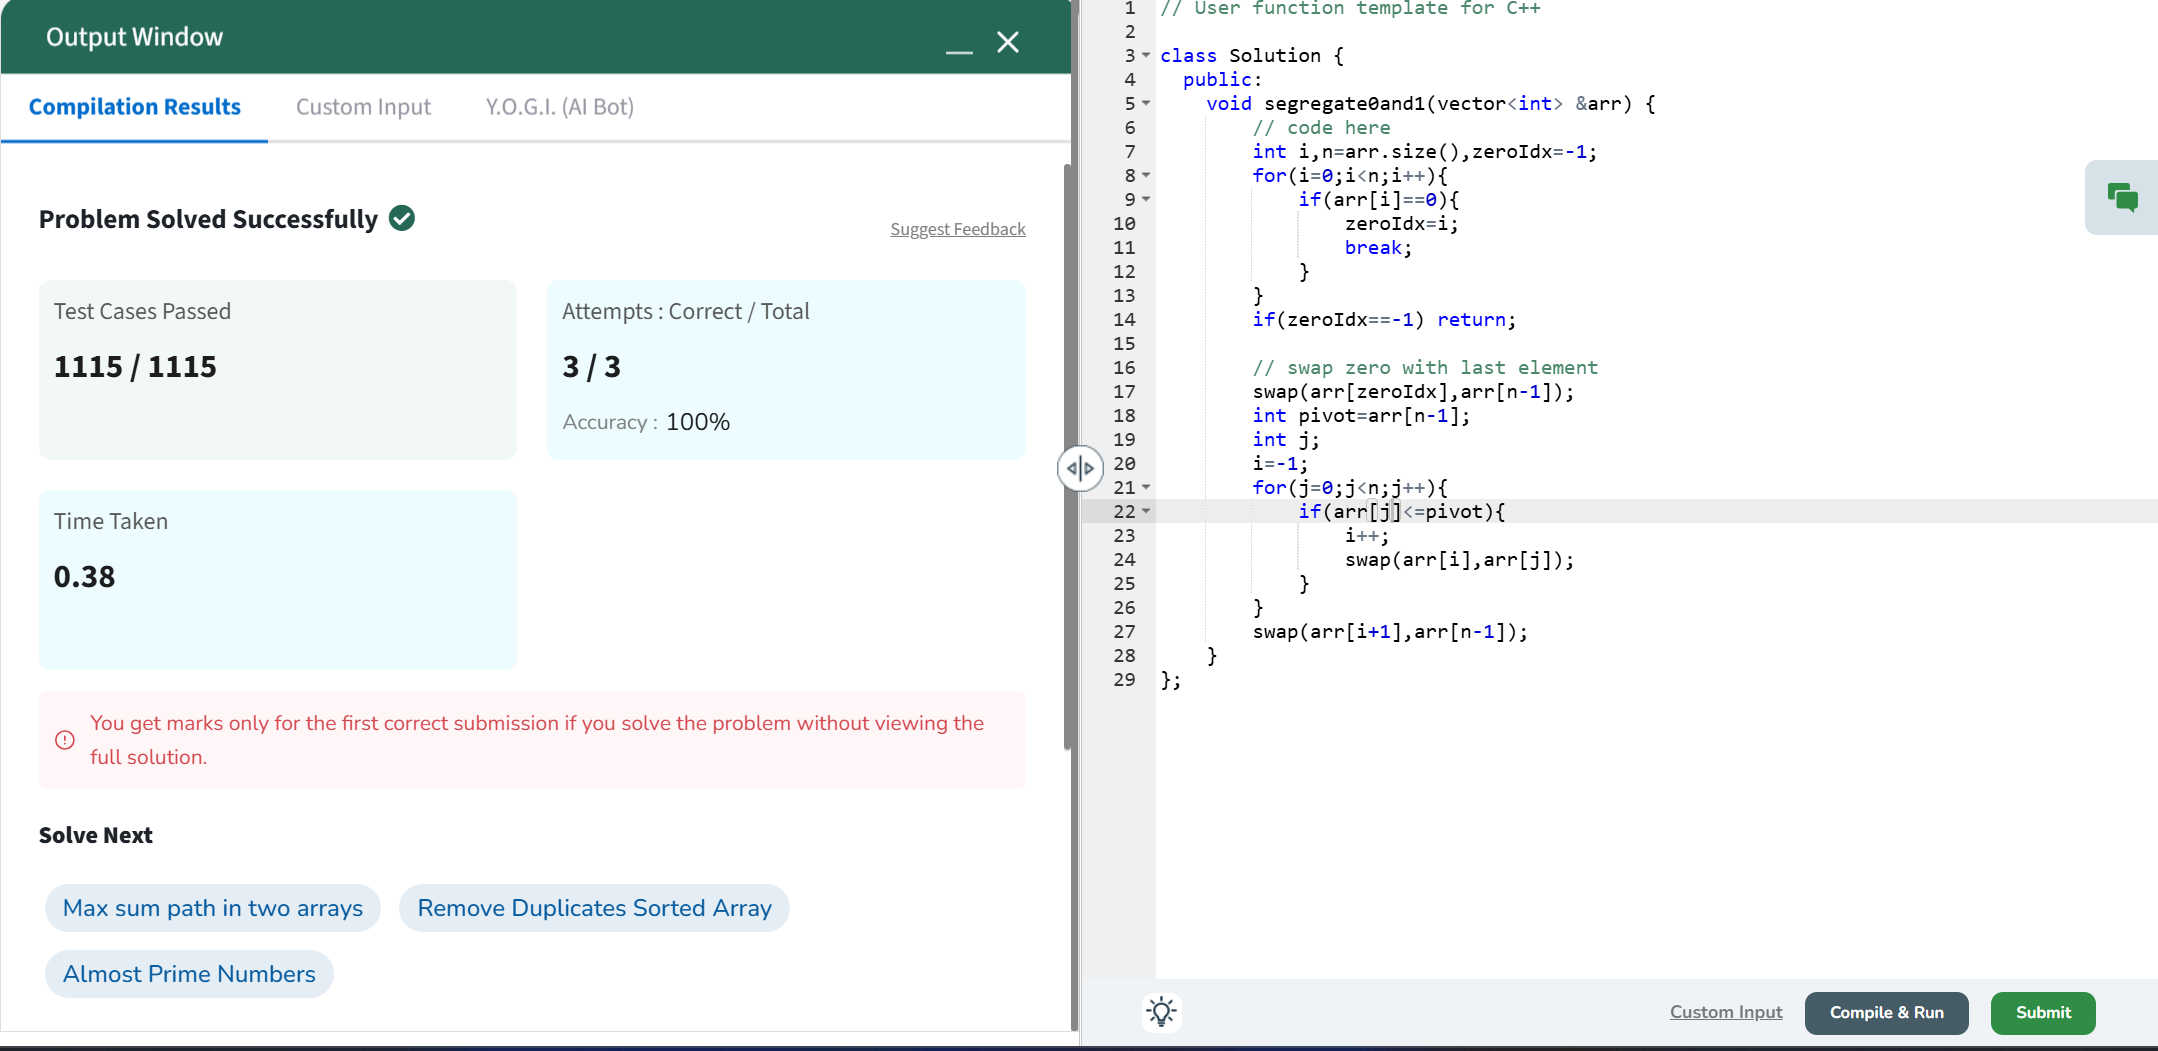 Output Window
Compilation Results
Custom Input
Y.O.G.I. (AI Bot)
Problem Solved Successfully
Suggest Feedback
Test Cases Passed
1115 / 1115
Attempts : Correct / Total
3 / 3
Accuracy : 100%
Time Taken
0.38
You get marks only for the first correct submission if you solve the problem without viewing the
full solution.
Solve Next
Max sum path in two arrays
Remove Duplicates Sorted Array
Almost Prime Numbers
1 // User function template for C++
2
3 class Solution {
4   public:
5     void segregate0and1(vector<int> &arr) {
6         // code here
7         int i,n=arr.size(),zeroIdx=-1;
8         for(i=0;i<n;i++){
9             if(arr[i]==0){
10                 zeroIdx=i;
11                 break;
12             }
13         }
14         if(zeroIdx==-1) return;
15
16         // swap zero with last element
17         swap(arr[zeroIdx],arr[n-1]);
18         int pivot=arr[n-1];
19         int j;
20         i=-1;
21         for(j=0;j<n;j++){
22             if(arr[j]<=pivot){
23                 i++;
24                 swap(arr[i],arr[j]);
25             }
26         }
27         swap(arr[i+1],arr[n-1]);
28     }
29 };
Custom Input
Compile & Run
Submit